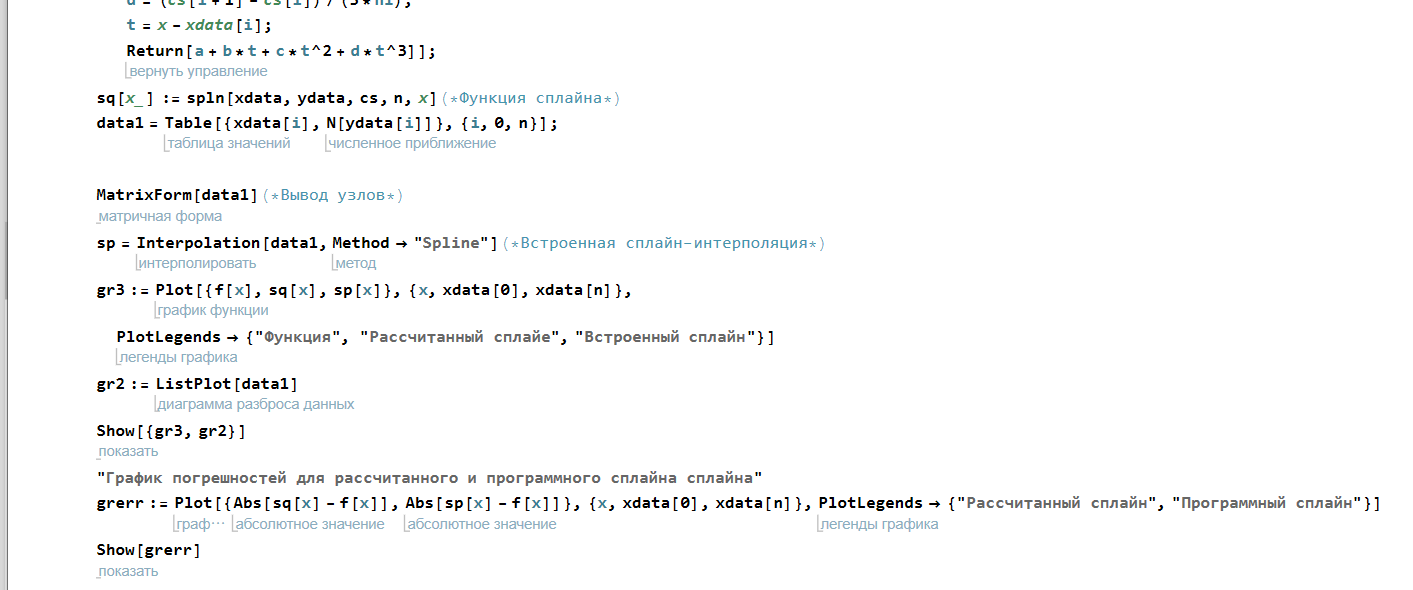 d = (cs[i + 1] - cs[i]) / (3 * hi);
t = x - xdata[i];
Return[a + b * t + c * t^2 + d * t^3]];
вернуть управление
sq[x_] := spln[xdata, ydata, cs, n, x] (*Функция сплайна*)
data1 = Table[{xdata[i], N[ydata[i]]}, {i, 0, n}];
таблица значений численное приближение
MatrixForm[data1] (*Вывод узлов*)
матричная форма
sp = Interpolation[data1, Method → "Spline"] (*Встроенная сплайн-интерполяция*)
интерполировать метод
gr3 := Plot[{f[x], sq[x], sp[x]}, {x, xdata[0], xdata[n]},
график функции
PlotLegends → {"Функция", "Рассчитанный сплайе", "Встроенный сплайн"}]
легенды графика
gr2 := ListPlot[data1]
диаграмма разброса данных
Show[{gr3, gr2}]
показать
"График погрешностей для рассчитанного и программного сплайна сплайна"
grerr := Plot[{Abs[sq[x] - f[x]], Abs[sp[x] - f[x]]}, {x, xdata[0], xdata[n]}, PlotLegends → {"Рассчитанный сплайн", "Программный сплайн"}]
граф⋯ абсолютное значение абсолютное значение легенды графика
Show[grerr]
показать